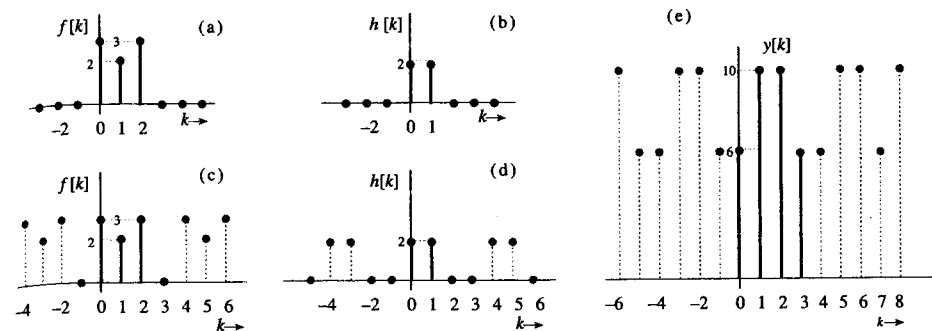 f[k] (a)
3
2
-2 0 1 2 k→
h[k] (b)
2
-2 0 1 k→
(e)
y[k]
10
6
-6 -4 -2 0 1 2 3 4 5 6 7 8
k→
f[k] (c)
3
2
-4 -2 0 1 2 3 4 5 6
k→
h[k] (d)
2
-4 -2 0 1 2 3 4 5 6
k→